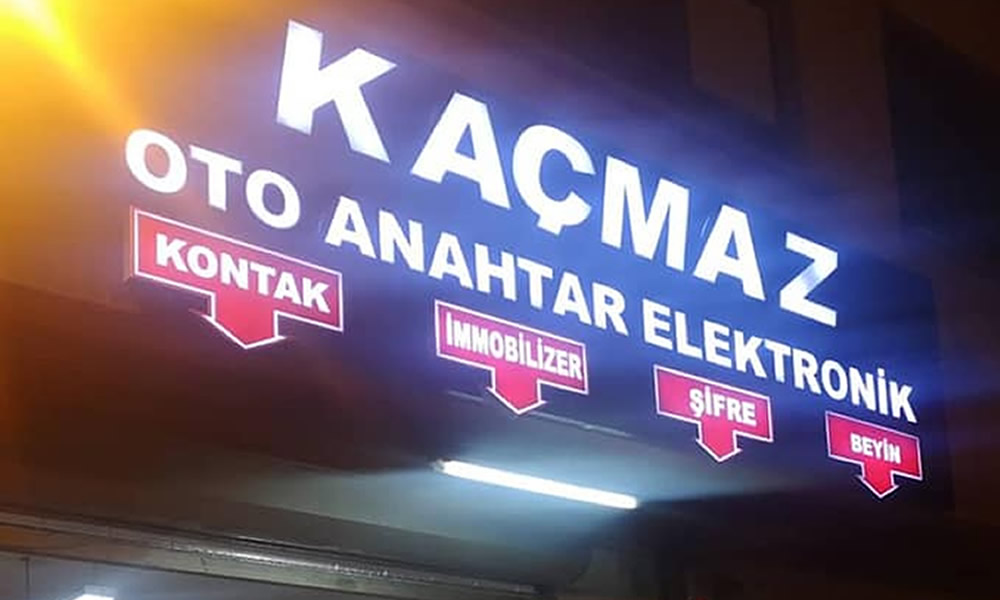 KAÇMAZ
OTO ANAHTAR ELEKTRONİK
KONTAK
İMMOBİLİZER
ŞİFRE
BEYİN